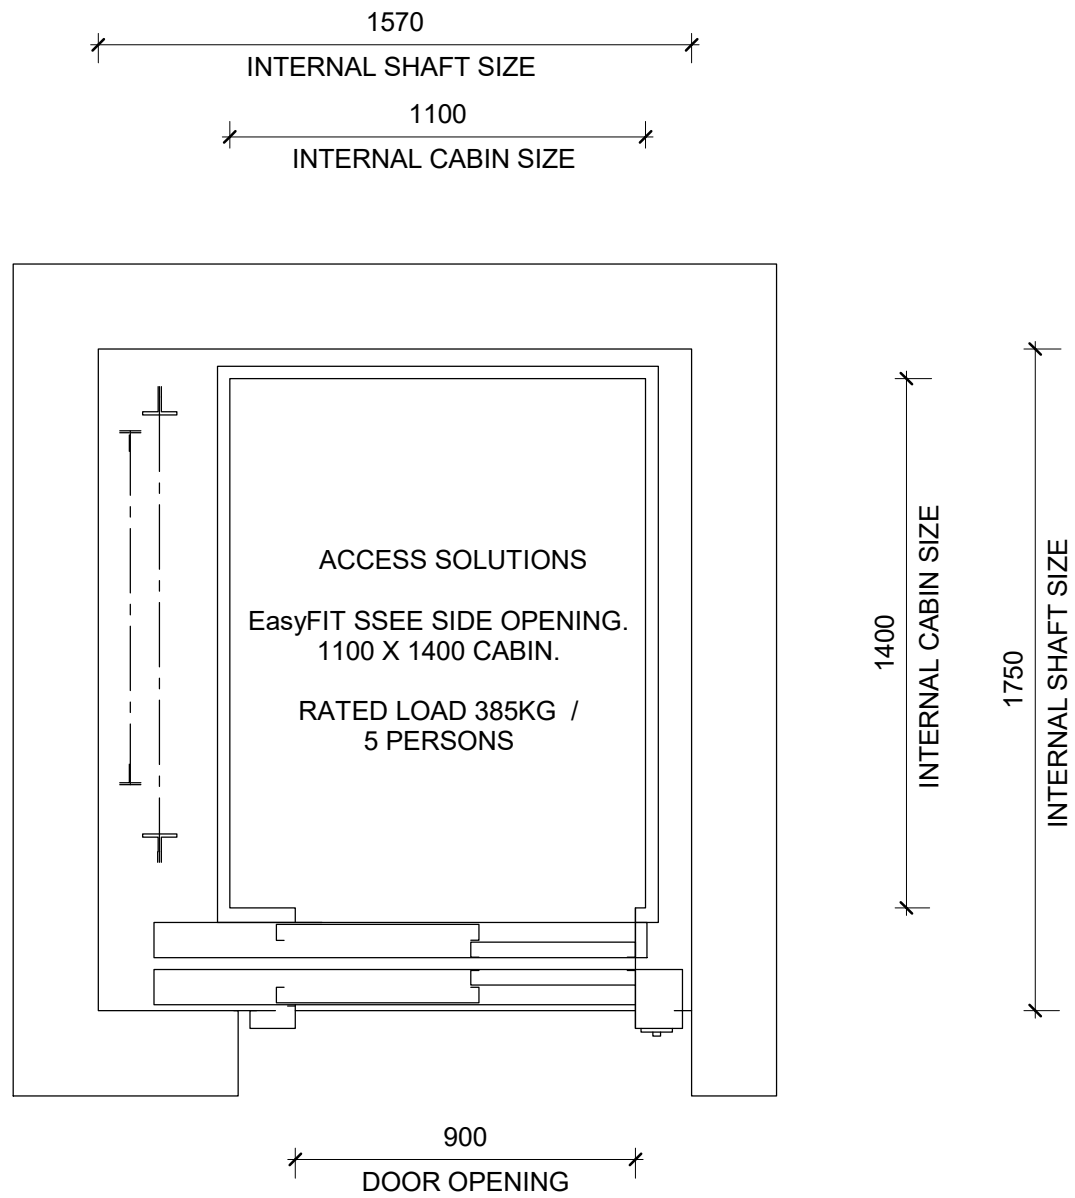 1570
INTERNAL SHAFT SIZE
1100
INTERNAL CABIN SIZE
ACCESS SOLUTIONS
EasyFIT SSEE SIDE OPENING.
1100 X 1400 CABIN.
RATED LOAD 385KG /
5 PERSONS
1400
INTERNAL CABIN SIZE
1750
INTERNAL SHAFT SIZE
900
DOOR OPENING